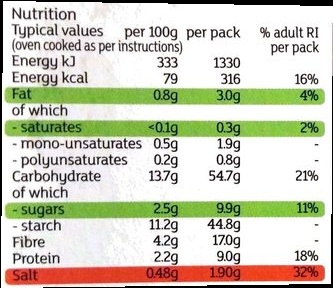 Nutrition
Typical values per 100g per pack % adult RI
(oven cooked as per instructions) per pack
Energy kJ 333 1330
Energy kcal 79 316 16%
Fat 0.8g 3.0g 4%
of which
- saturates <0.1g 0.3g 2%
- mono-unsaturates 0.5g 1.9g -
- polyunsaturates 0.2g 0.8g -
Carbohydrate 13.7g 54.7g 21%
of which
- sugars 2.5g 9.9g 11%
- starch 11.2g 44.8g -
Fibre 4.2g 17.0g -
Protein 2.2g 9.0g 18%
Salt 0.48g 1.90g 32%